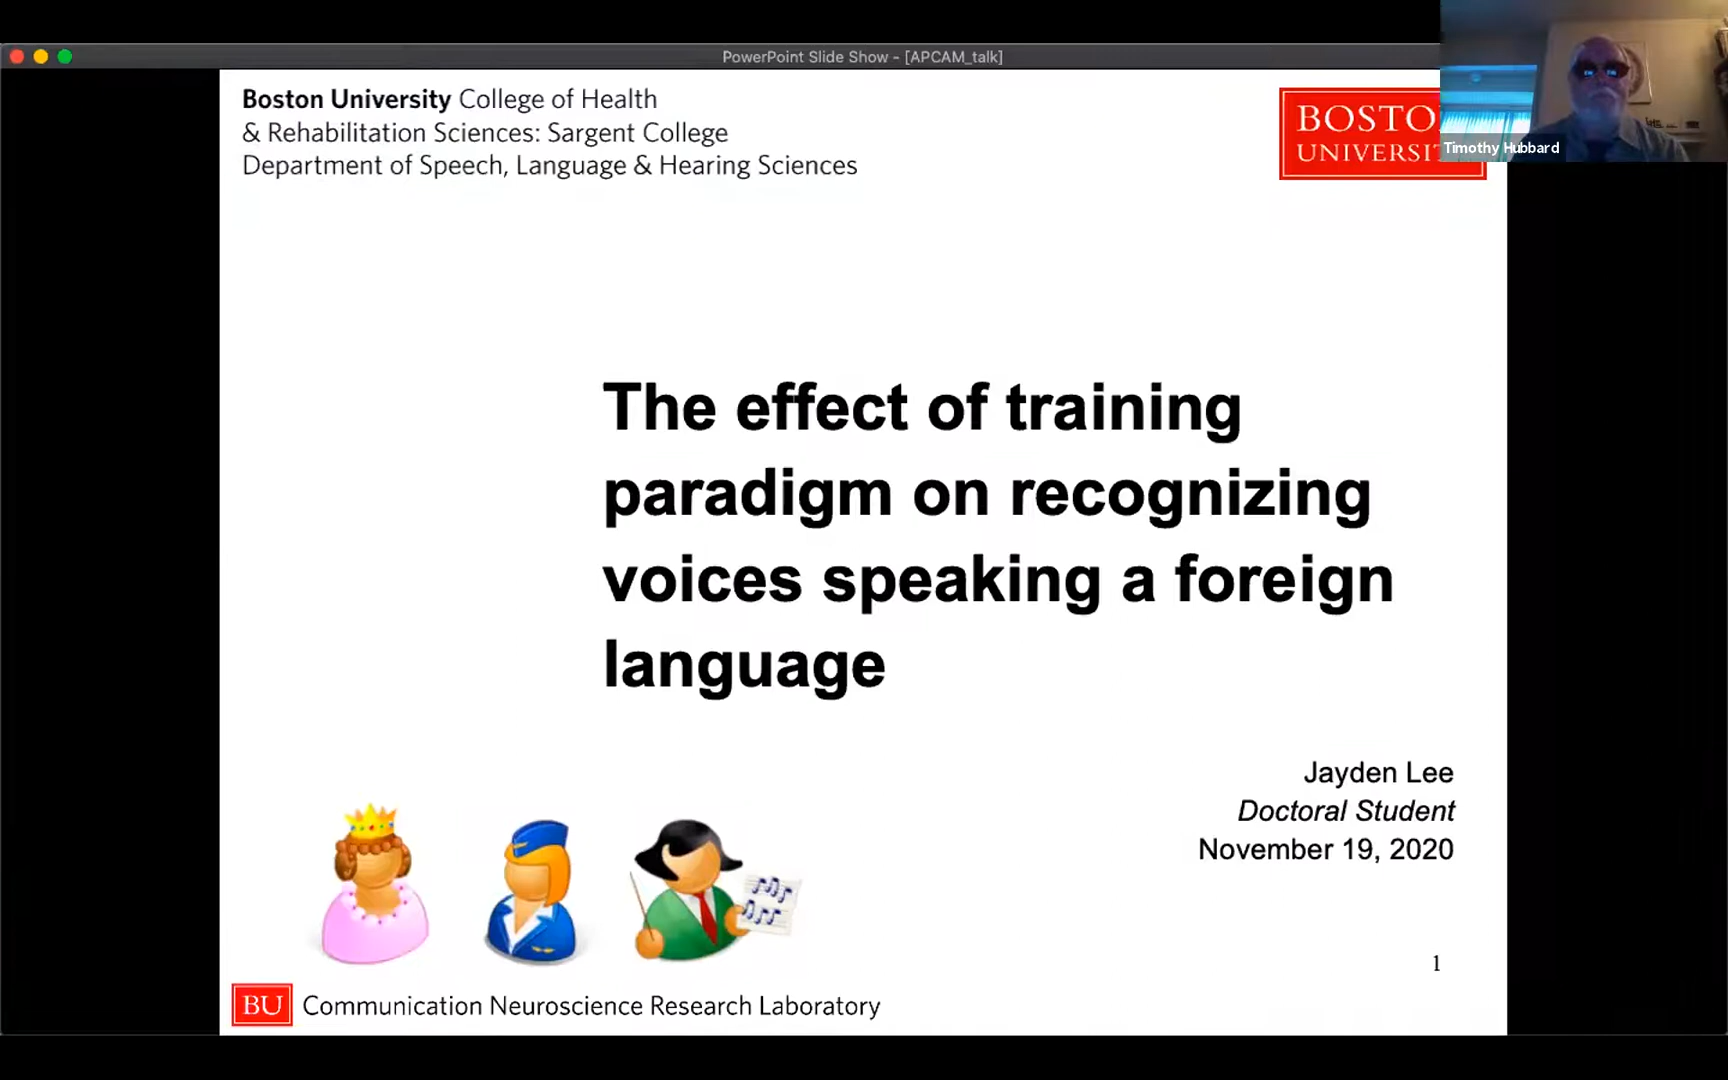 PowerPoint Slide Show - [APCAM_talk]
Boston University College of Health
& Rehabilitation Sciences: Sargent College
Department of Speech, Language & Hearing Sciences
Timothy Hubbard
The effect of training
paradigm on recognizing
voices speaking a foreign
language
Jayden Lee
Doctoral Student
November 19, 2020
1
BU Communication Neuroscience Research Laboratory